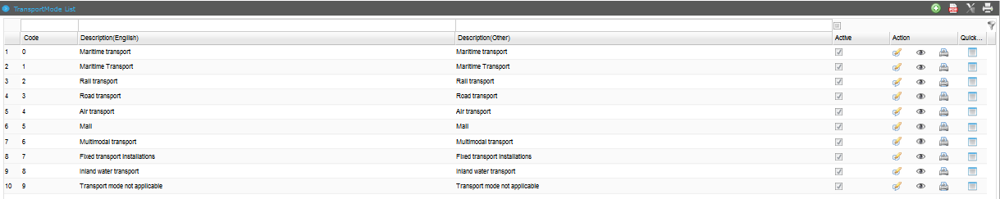 TransportMode List
Code Description(English) Description(Other) Active Action Quick...
1 0 Maritime transport Maritime transport
2 1 Maritime Transport Maritime Transport
3 2 Rail transport Rail transport
4 3 Road transport Road transport
5 4 Air transport Air transport
6 5 Mail Mail
7 6 Multimodal transport Multimodal transport
8 7 Fixed transport installations Fixed transport installations
9 8 Inland water transport Inland water transport
10 9 Transport mode not applicable Transport mode not applicable